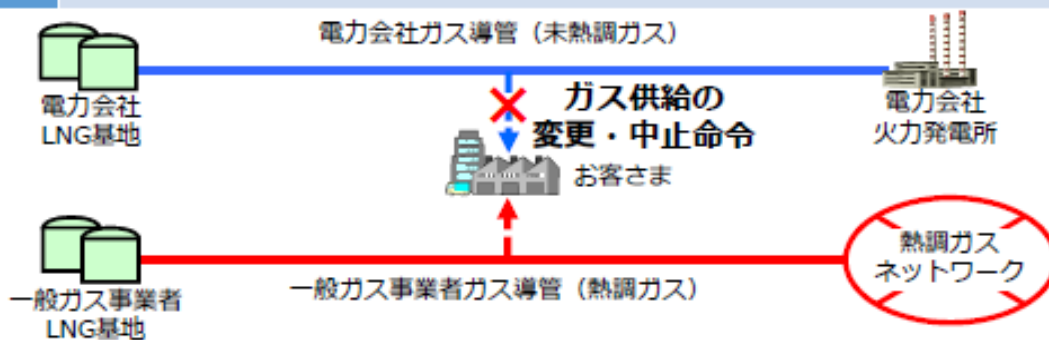 電力会社ガス導管（未熱調ガス）
電力会社
LNG基地
ガス供給の
変更・中止命令
電力会社
火力発電所
お客さま
熱調ガス
ネットワーク
一般ガス事業者ガス導管（熱調ガス）
一般ガス事業者
LNG基地